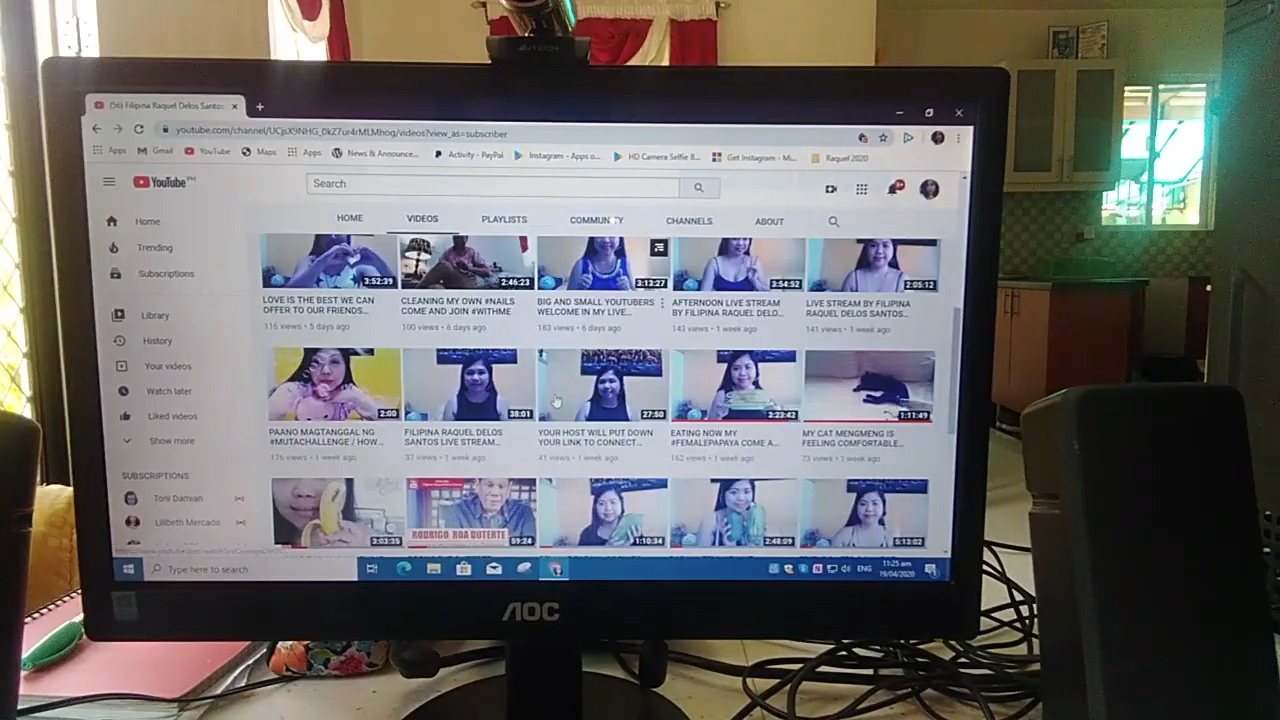 A4TECH
(56) Filipina Raquel Delos Santos
youtube.com/channel/UCjsX9NHG_0kZ7ur4rMLMhog/videos?view_as=subscriber
Apps Gmail YouTube Maps Apps News & Announce... Activity - PayPal Instagram - Apps o... HD Camera Selfie B... Get Instagram - Mi... Raquel 2020
YouTube PH
Search
9+
HOME VIDEOS PLAYLISTS COMMUNITY CHANNELS ABOUT
Home
Trending
Subscriptions
Library
History
Your videos
Watch later
Liked videos
Show more
SUBSCRIPTIONS
Toni Damian
Lilibeth Mercado
3:52:39 2:46:23 3:13:27 3:54:52 2:05:12
LOVE IS THE BEST WE CAN
OFFER TO OUR FRIENDS...
116 views • 5 days ago
CLEANING MY OWN #NAILS
COME AND JOIN #WITHME
100 views • 6 days ago
BIG AND SMALL YOUTUBERS
WELCOME IN MY LIVE...
183 views • 6 days ago
AFTERNOON LIVE STREAM
BY FILIPINA RAQUEL DELO...
143 views • 1 week ago
LIVE STREAM BY FILIPINA
RAQUEL DELOS SANTOS...
141 views • 1 week ago
2:00 38:01 27:50 3:23:42 1:11:49
PAANO MAGTANGGAL NG
#MUTACHALLENGE / HOW...
176 views • 1 week ago
FILIPINA RAQUEL DELOS
SANTOS LIVE STREAM...
37 views • 1 week ago
YOUR HOST WILL PUT DOWN
YOUR LINK TO CONNECT...
41 views • 1 week ago
EATING NOW MY
#FEMALEPAPAYA COME A...
162 views • 1 week ago
MY CAT MENGMENG IS
FEELING COMFORTABLE...
73 views • 1 week ago
RODRIGO ROA DUTERTE
3:03:35 59:24 1:10:34 2:48:09 5:13:02
Type here to search
ENG
11:25 am
19/04/2020
AOC